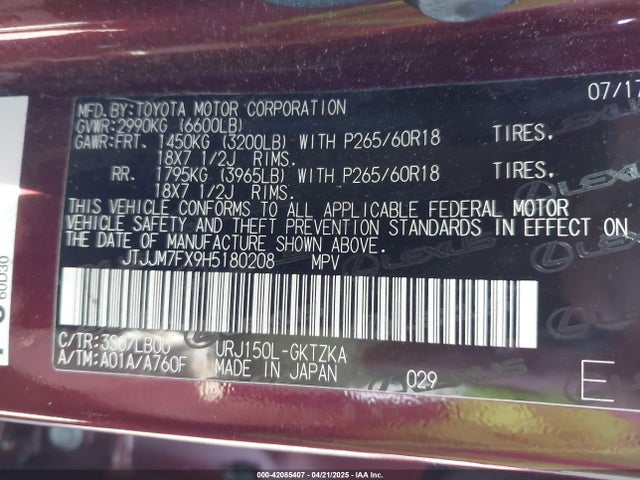 07/17
MFD.BY:TOYOTA MOTOR CORPORATION
GVWR:2990KG (6600LB)
GAWR:FRT. 1450KG (3200LB) WITH P265/60R18 TIRES.
18X7 1/2J RIMS.
RR. 1795KG (3965LB) WITH P265/60R18 TIRES.
18X7 1/2J RIMS.
THIS VEHICLE CONFORMS TO ALL APPLICABLE FEDERAL MOTOR
VEHICLE SAFETY AND THEFT PREVENTION STANDARDS IN EFFECT ON
THE DATE OF MANUFACTURE SHOWN ABOVE.
JTJJM7FX9H5180208 MPV
C/TR:3S0/LB00 URJ150L-GKTZKA
A/TM:A01A/A760F MADE IN JAPAN 029
E
60D30
LEXUS
LEXUS
000-42085407 - 04/21/2025 - IAA Inc.